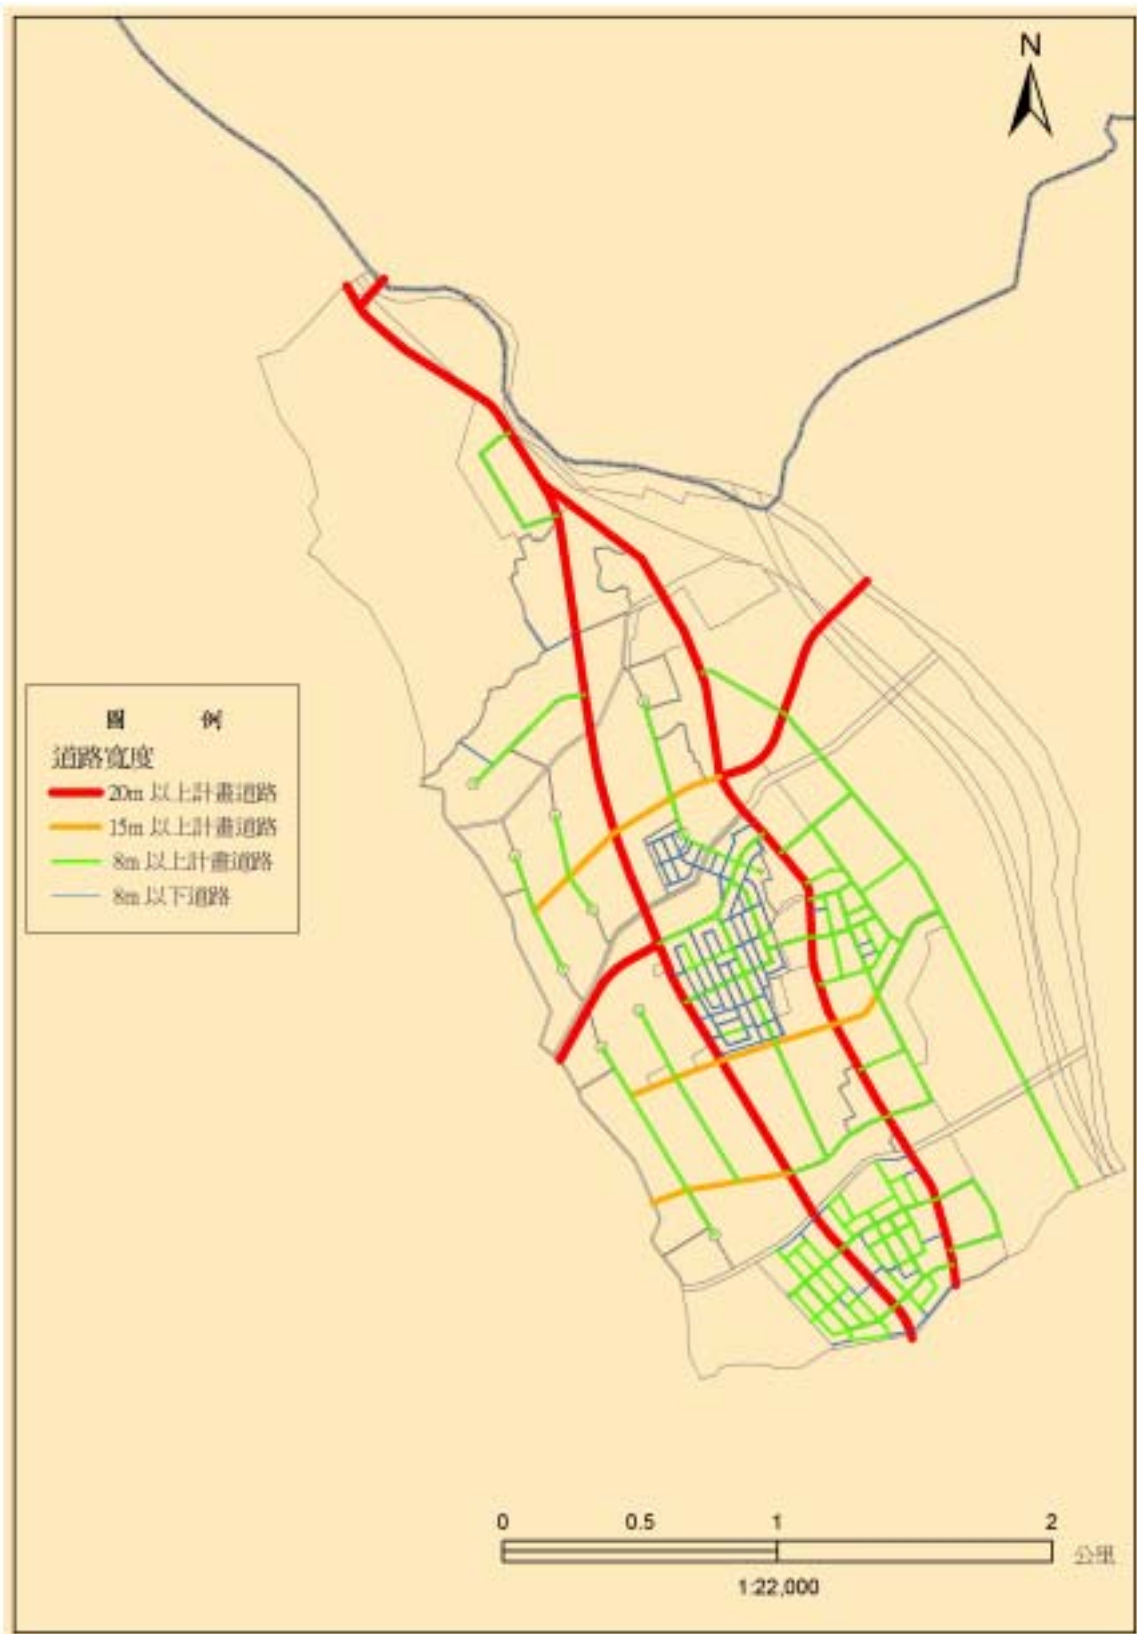 N
圖 例
道路寬度
20m 以上計畫道路
15m 以上計畫道路
8m 以上計畫道路
8m 以下道路
0 0.5 1 2
公里
1:22,000